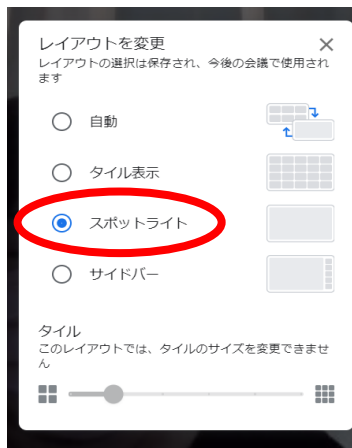 レイアウトを変更
レイアウトの選択は保存され、今後の会議で使用され
ます
自動
タイル表示
スポットライト
サイドバー
タイル
このレイアウトでは、タイルのサイズを変更できませ
ん